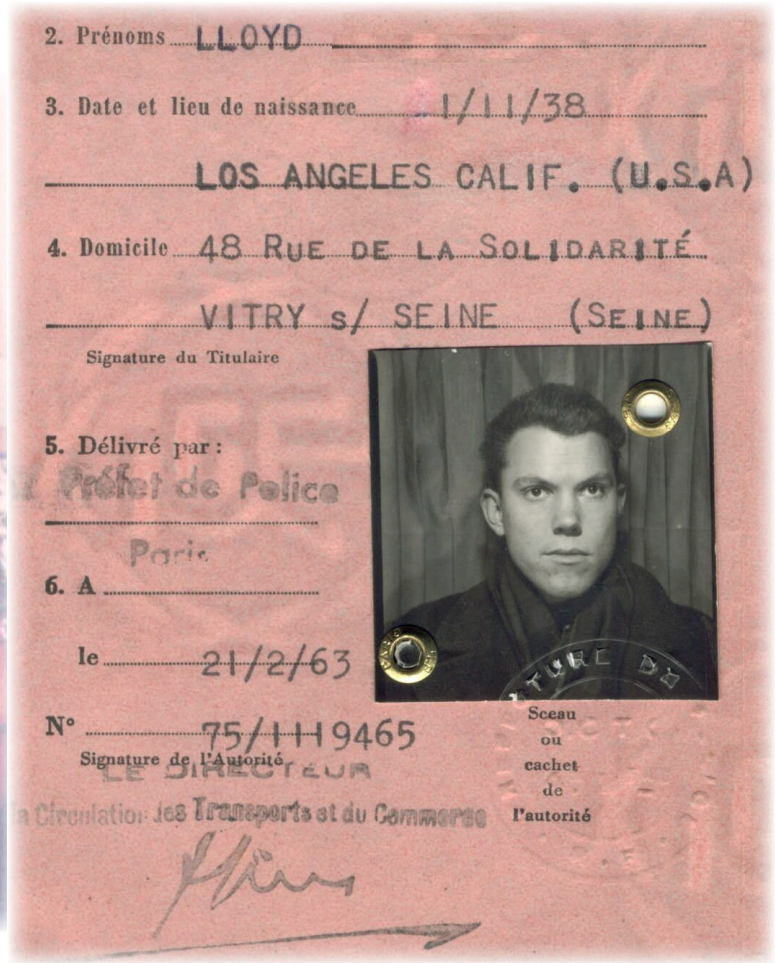 2. Prénoms LLOYD
3. Date et lieu de naissance 1/11/38
LOS ANGELES CALIF. (U.S.A)
4. Domicile 48 RUE DE LA SOLIDARITÉ
VITRY s/ SEINE (SEINE)
Signature du Titulaire
5. Délivré par :
Préfet de Police
Paris
6. A
le 21/2/63
N° 75/1119465
Signature de l'Autorité
LE DIRECTEUR
Circulation des Transports et du Commerce
Sceau
ou
cachet
de
l'autorité
TURE DE